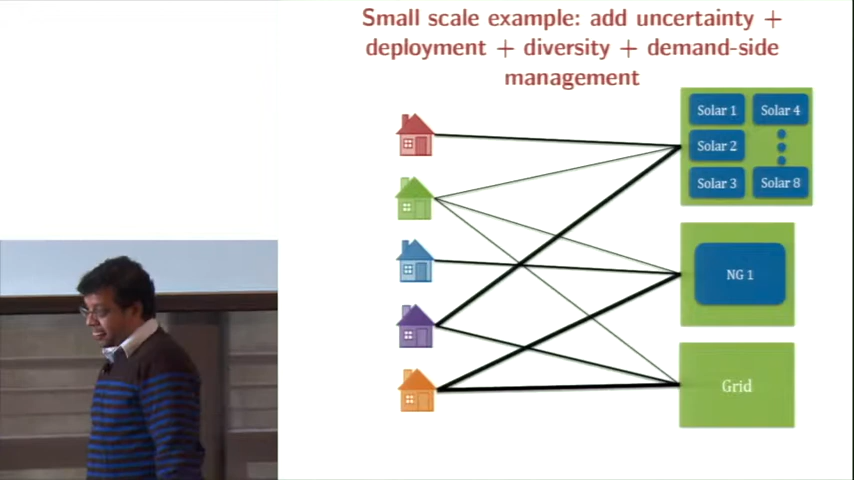 Small scale example: add uncertainty +
deployment + diversity + demand-side
management
Solar 1
Solar 4
Solar 2
Solar 3
Solar 8
NG 1
Grid